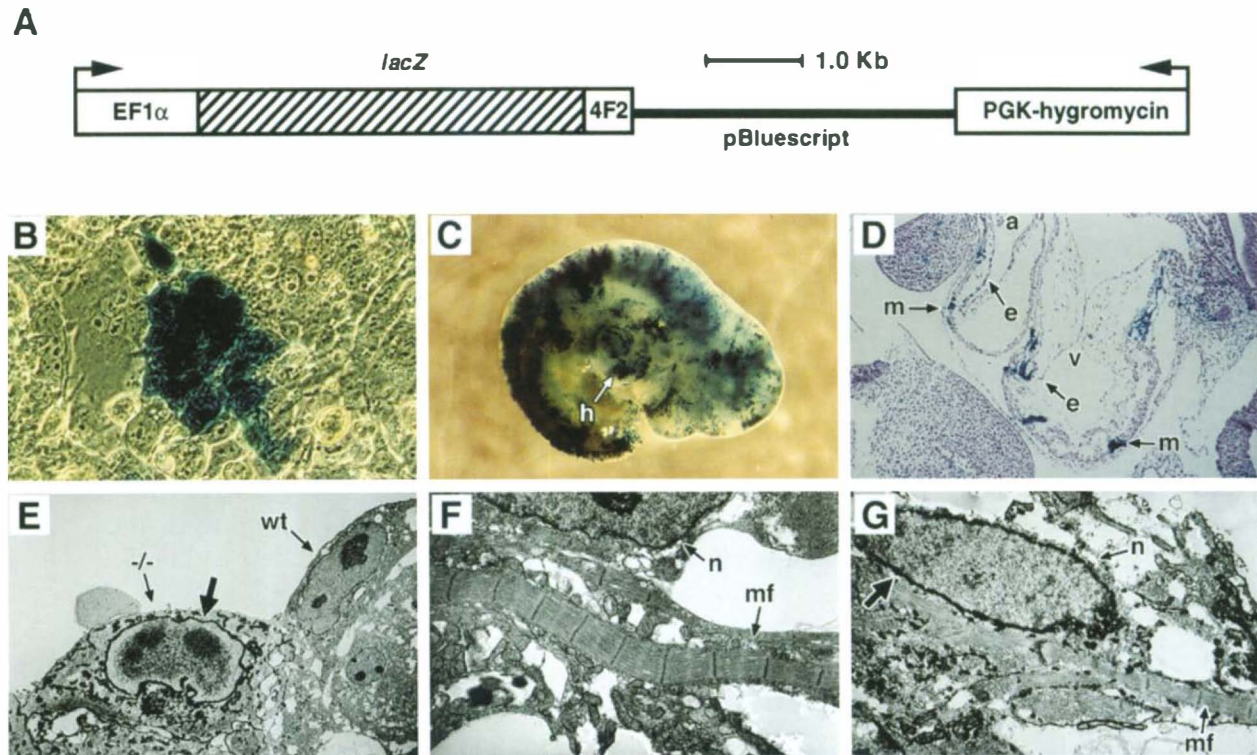 A
lacZ
1.0 Kb
EF1α
4F2
PGK-hygromycin
pBluescript
B
C
h
D
a
m
e
v
e
m
E
-/-
wt
F
n
mf
G
n
mf